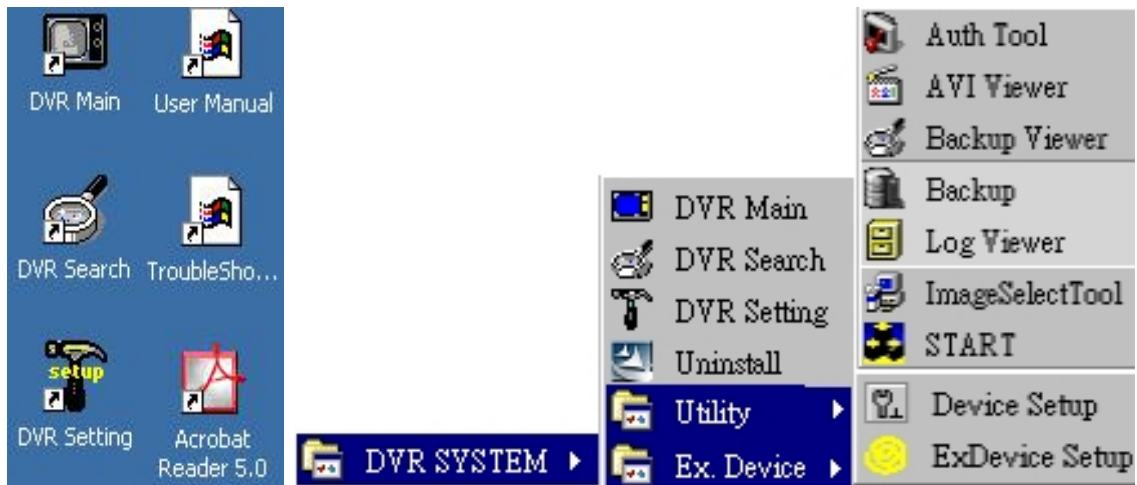 DVR Main
User Manual
DVR Search
TroubleSho...
setup
DVR Setting
Acrobat
Reader 5.0
DVR SYSTEM
DVR Main
DVR Search
DVR Setting
Uninstall
Utility
Ex. Device
Auth Tool
AVI Viewer
Backup Viewer
Backup
Log Viewer
ImageSelectTool
START
Device Setup
ExDevice Setup